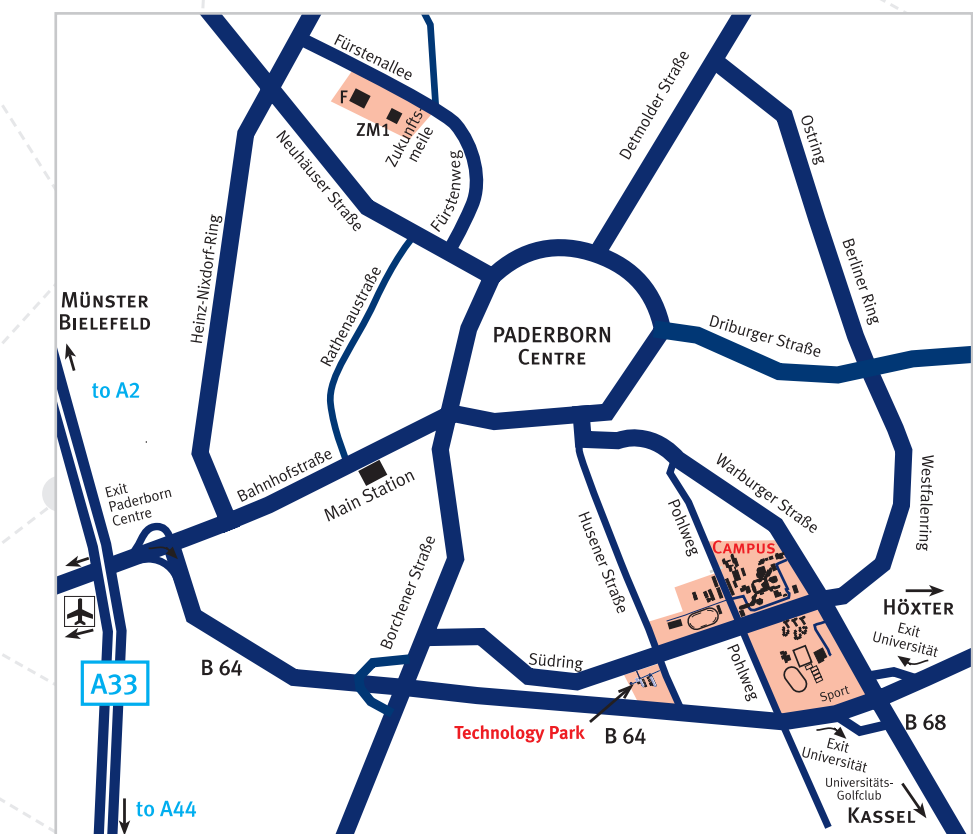 Fürstenallee
F
ZM1
Zukunfts-
meile
Neuhäuser Straße
Fürstenweg
Detmolder Straße
Ostring
Heinz-Nixdorf-Ring
Rathenaustraße
Berliner Ring
MÜNSTER
BIELEFELD
to A2
PADERBORN
CENTRE
Driburger Straße
Exit
Paderborn
Centre
Bahnhofstraße
Main Station
Warburger Straße
Westfalenring
Pohlweg
Husener Straße
CAMPUS
Borchener Straße
HÖXTER
Exit
Universität
Südring
Pohlweg
B 64
A33
Sport
Technology Park
B 64
B 68
Exit
Universität
Universitäts-
Golfclub
KASSEL
to A44